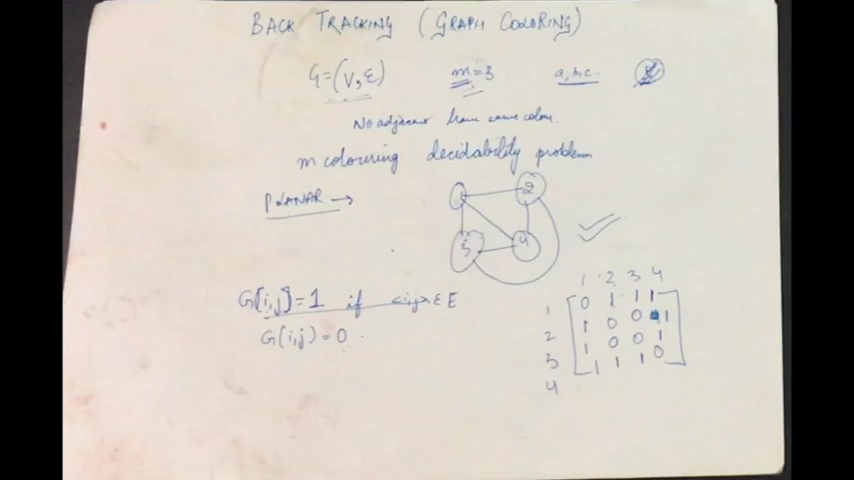 BACK TRACKING (GRAPH COLORING)
G=(V,E) m=3 a,b,c.
No adjacent have same colour.
m colouring decidability problem
PLANAR →
1 2
3 4
G[i,j]=1 if <i,j> ε E
G(i,j)=0
1 2 3 4
1 0 1 1 1
2 1 0 0 1
3 1 0 0 1
4 1 1 1 0